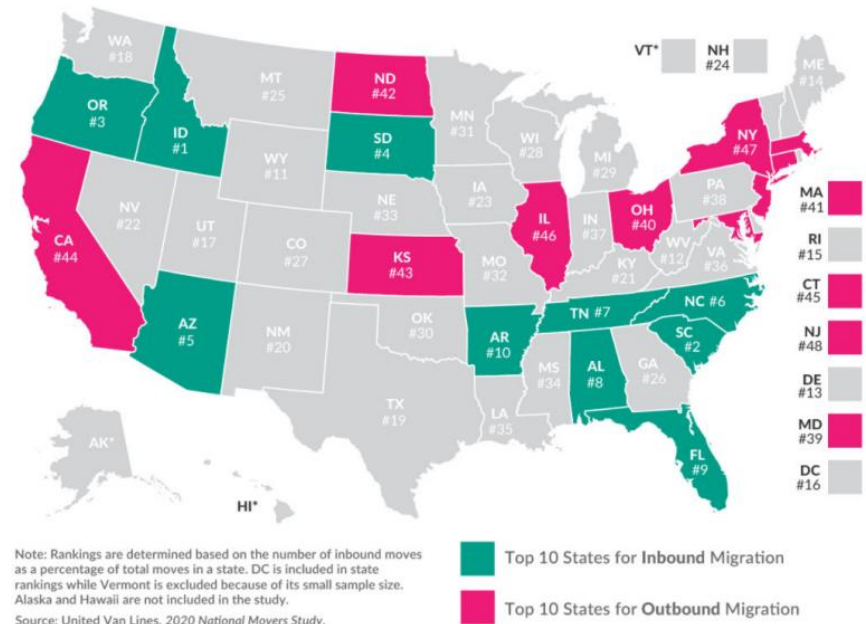 WA
#18
VT*
NH
#24
ME
#14
MT
#25
ND
#42
MN
#31
OR
#3
ID
#1
SD
#4
WI
#28
MI
#29
NY
#47
WY
#11
IA
#23
NE
#33
PA
#38
MA
#41
NV
#22
UT
#17
CO
#27
IL
#46
IN
#37
OH
#40
RI
#15
CA
#44
KS
#43
MO
#32
WV
#12
VA
#36
KY
#21
CT
#45
NC #6
TN #7
NJ
#48
AZ
#5
NM
#20
OK
#30
AR
#10
SC
#2
MS
#34
AL
#8
GA
#26
DE
#13
TX
#19
LA
#35
MD
#39
AK*
FL
#9
DC
#16
HI*
Note: Rankings are determined based on the number of inbound moves
as a percentage of total moves in a state. DC is included in state
rankings while Vermont is excluded because of its small sample size.
Alaska and Hawaii are not included in the study.
Source: United Van Lines, 2020 National Movers Study.
Top 10 States for Inbound Migration
Top 10 States for Outbound Migration